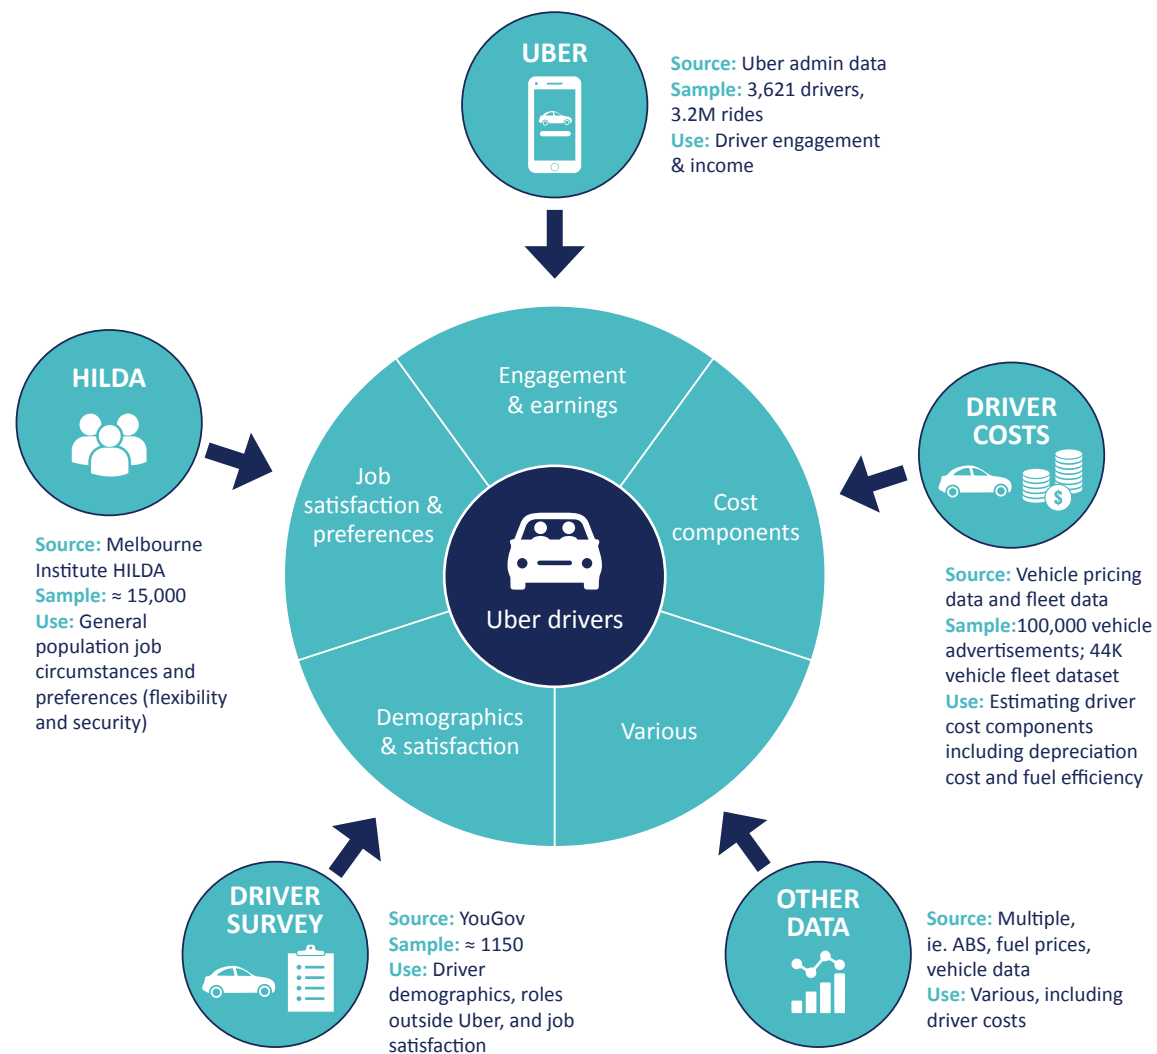 UBER
Source: Uber admin data
Sample: 3,621 drivers,
3.2M rides
Use: Driver engagement
& income
HILDA
Source: Melbourne
Institute HILDA
Sample: ≈ 15,000
Use: General
population job
circumstances and
preferences (flexibility
and security)
Engagement
& earnings
Job
satisfaction &
preferences
Cost
components
Uber drivers
Demographics
& satisfaction
Various
DRIVER
COSTS
$
Source: Vehicle pricing
data and fleet data
Sample:100,000 vehicle
advertisements; 44K
vehicle fleet dataset
Use: Estimating driver
cost components
including depreciation
cost and fuel efficiency
DRIVER
SURVEY
Source: YouGov
Sample: ≈ 1150
Use: Driver
demographics, roles
outside Uber, and job
satisfaction
OTHER
DATA
Source: Multiple,
ie. ABS, fuel prices,
vehicle data
Use: Various, including
driver costs